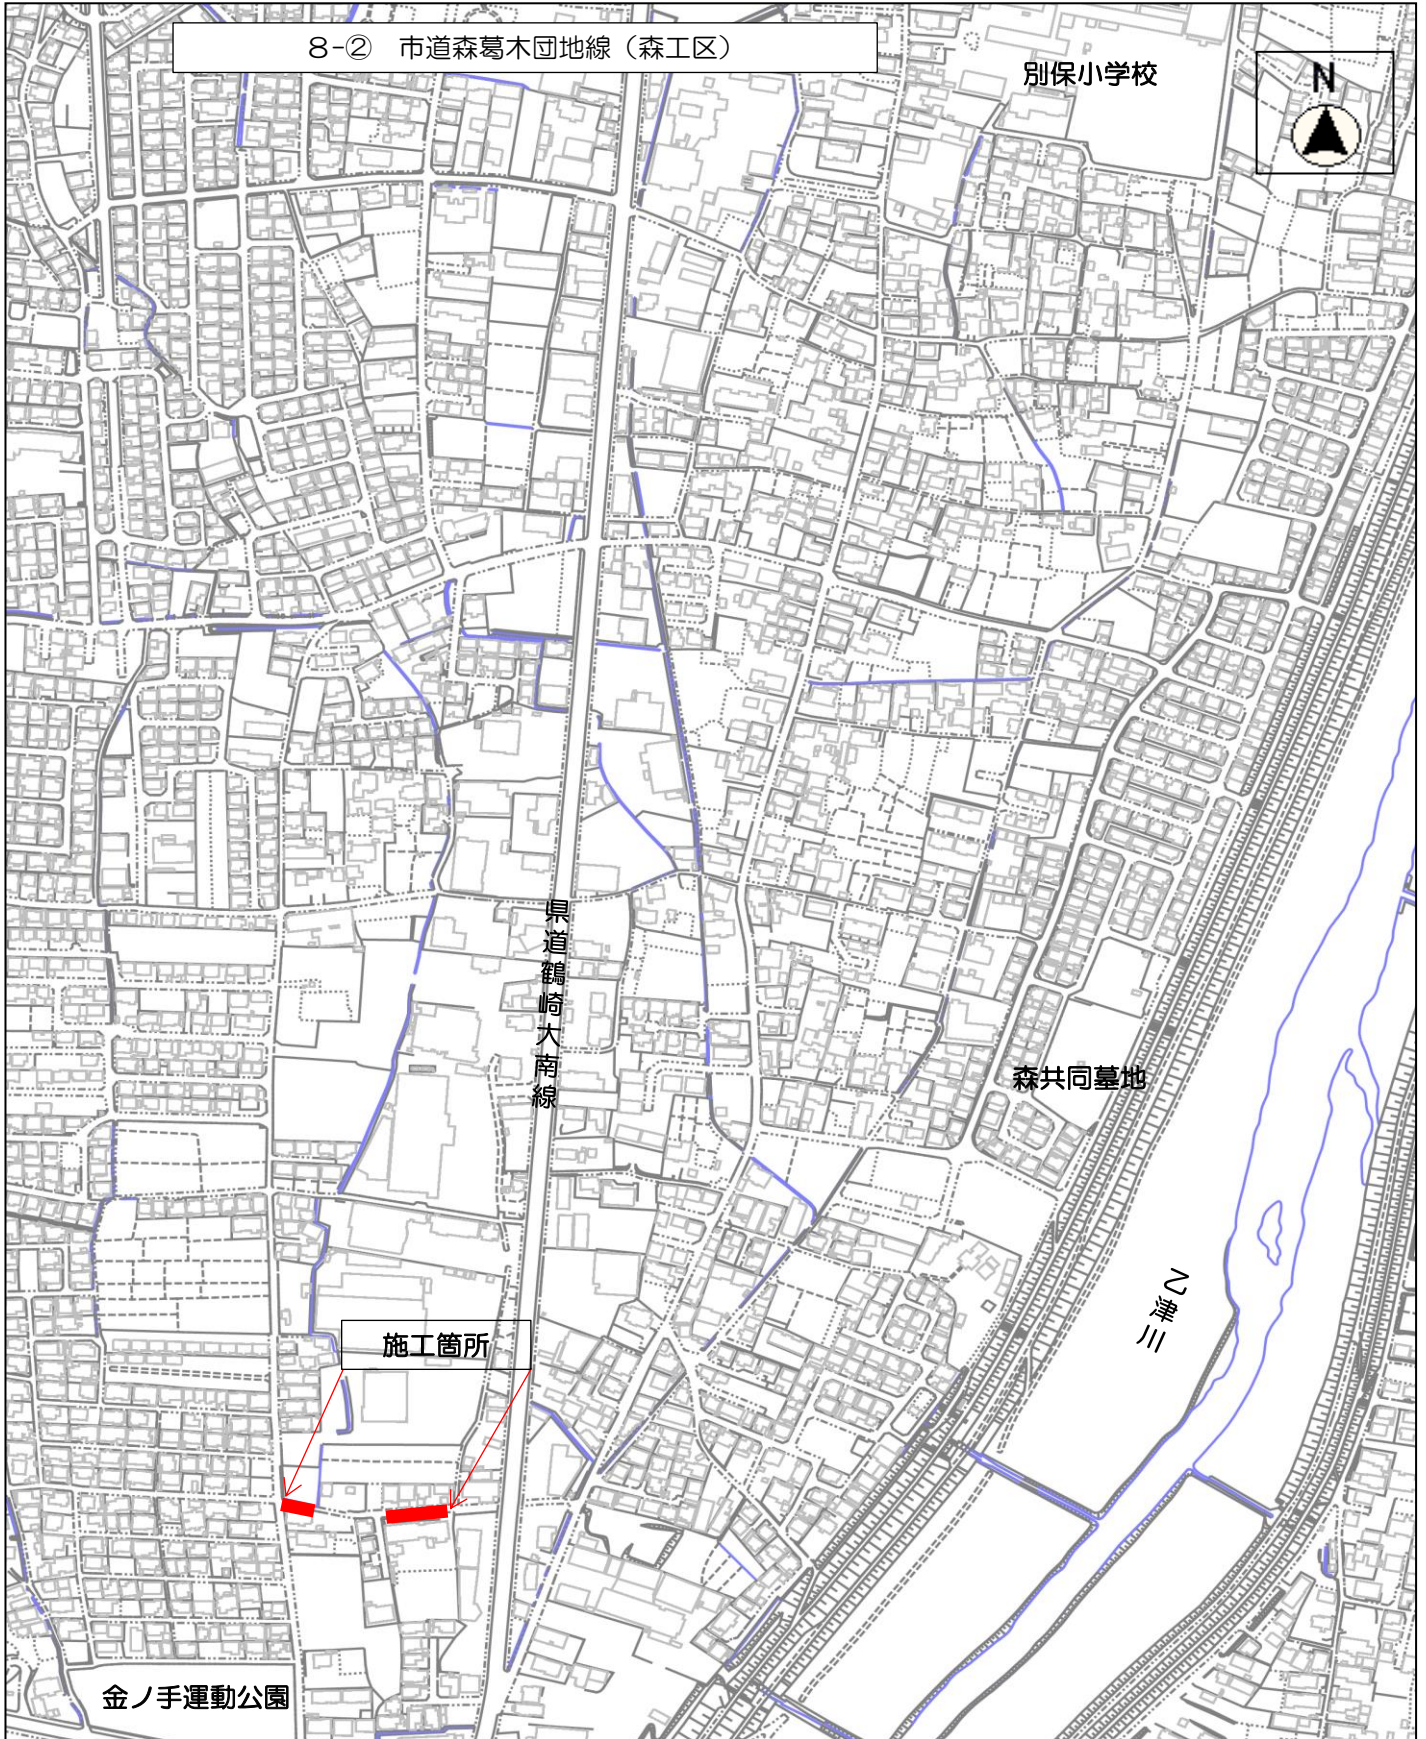 8-② 市道森葛木団地線（森工区）
別保小学校
N
県道鶴崎大南線
森共同墓地
乙津川
施工箇所
金ノ手運動公園